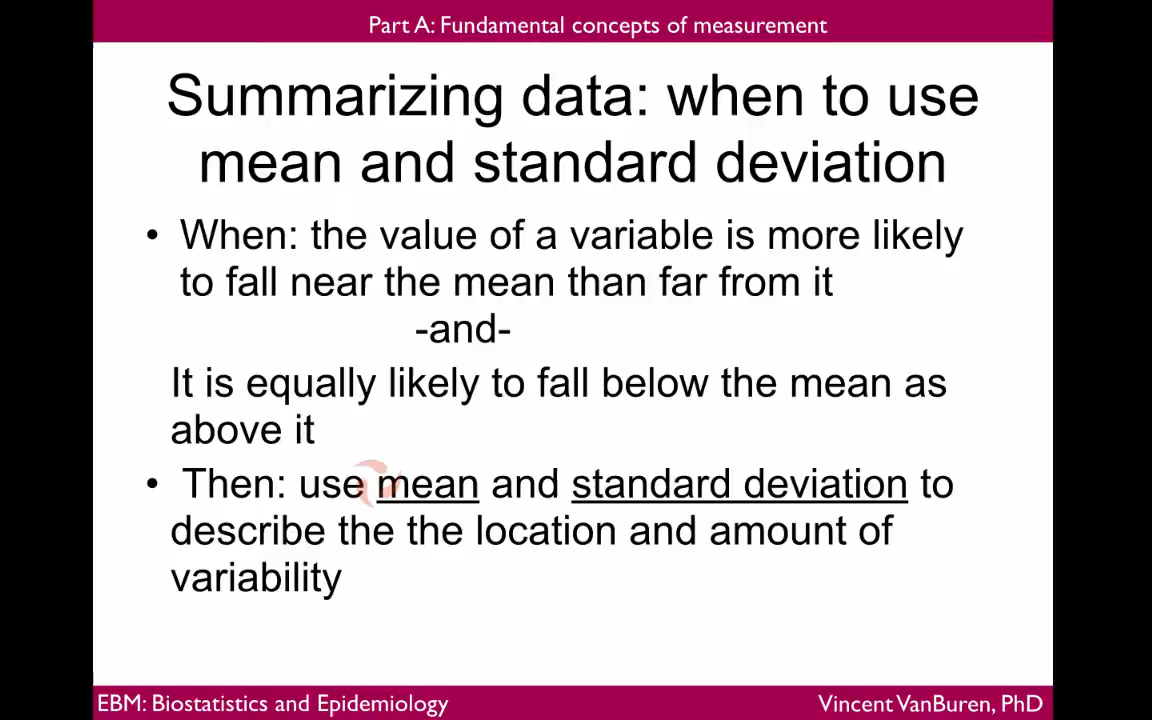 Part A: Fundamental concepts of measurement
Summarizing data: when to use
mean and standard deviation
• When: the value of a variable is more likely
to fall near the mean than far from it
-and-
It is equally likely to fall below the mean as
above it
• Then: use mean and standard deviation to
describe the the location and amount of
variability
EBM: Biostatistics and Epidemiology
Vincent VanBuren, PhD